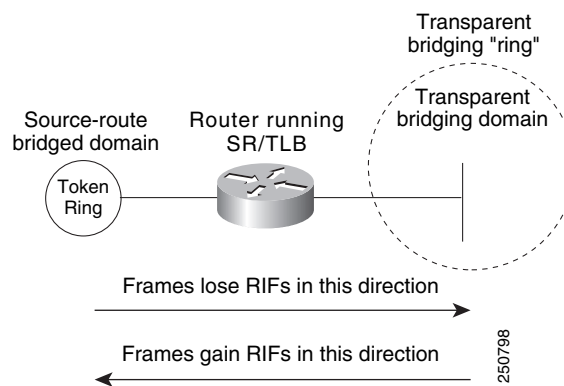 Transparent
bridging "ring"
Transparent
bridging domain
Source-route
bridged domain
Router running
SR/TLB
Token
Ring
Frames lose RIFs in this direction
Frames gain RIFs in this direction
250798